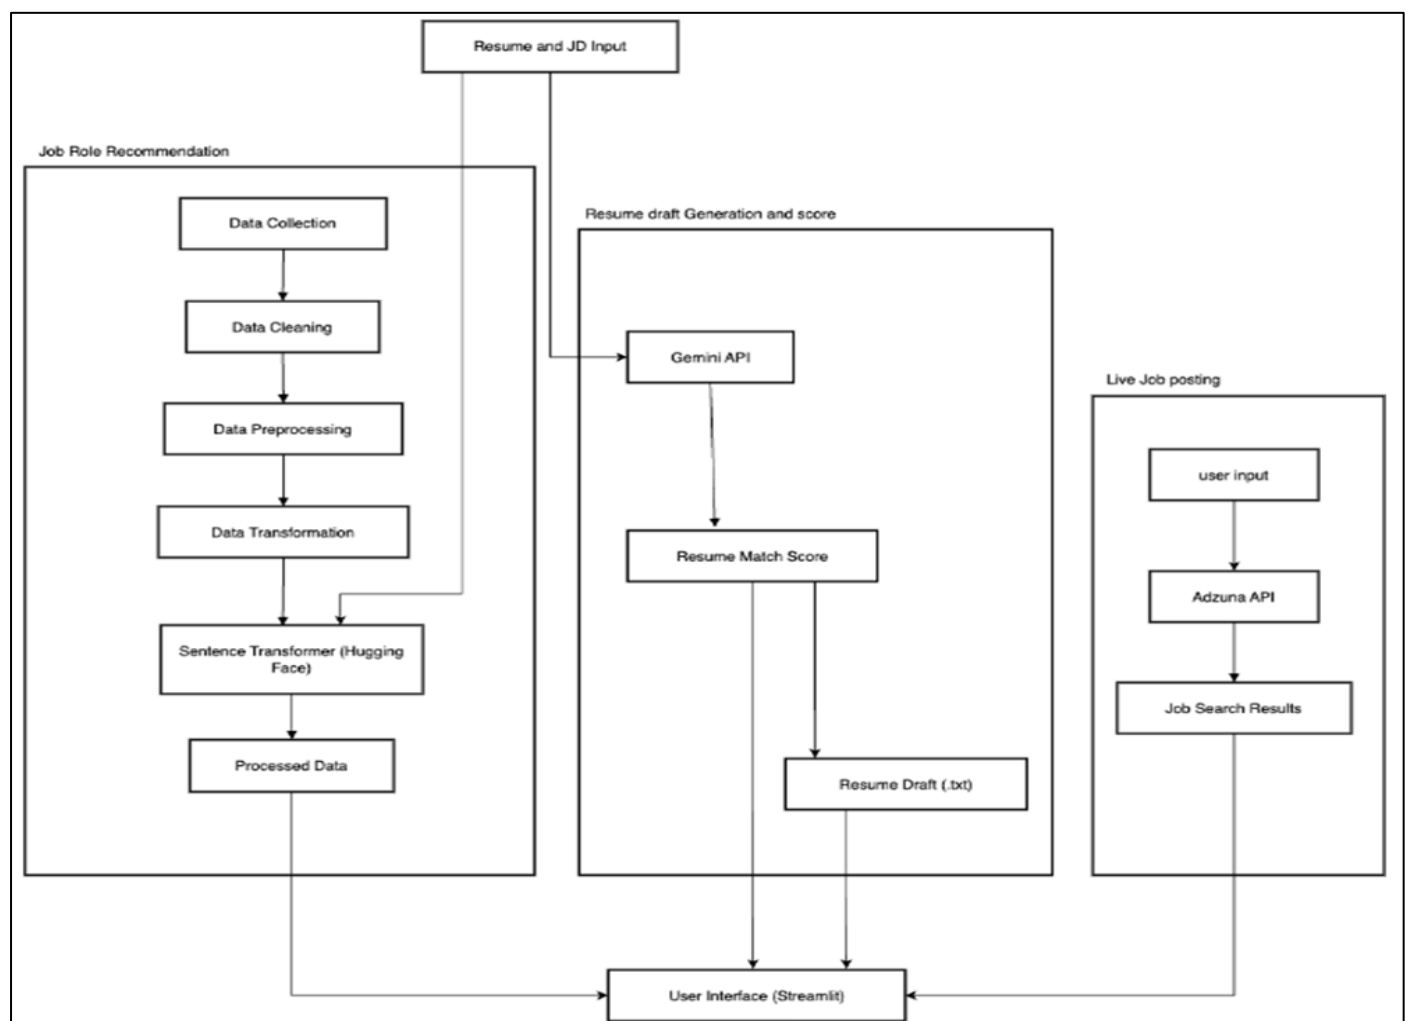 Resume and JD Input
Job Role Recommendation
Data Collection
Data Cleaning
Data Preprocessing
Data Transformation
Sentence Transformer (Hugging
Face)
Processed Data
Resume draft Generation and score
Gemini API
Resume Match Score
Resume Draft (.txt)
Live Job posting
user input
Adzuna API
Job Search Results
User Interface (Streamlit)